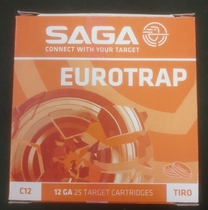 SAGA
CONNECT WITH YOUR TARGET
EUROTRAP
C12
12 GA 25 TARGET CARTRIDGES
TIRO